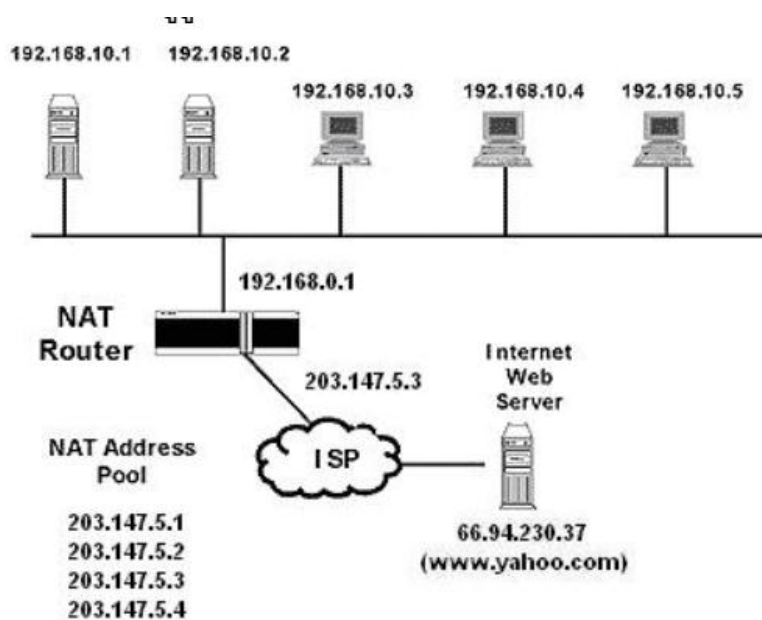 192.168.10.1
192.168.10.2
192.168.10.3
192.168.10.4
192.168.10.5
192.168.0.1
NAT
Router
203.147.5.3
Internet
Web
Server
ISP
NAT Address
Pool
203.147.5.1
203.147.5.2
203.147.5.3
203.147.5.4
66.94.230.37
(www.yahoo.com)